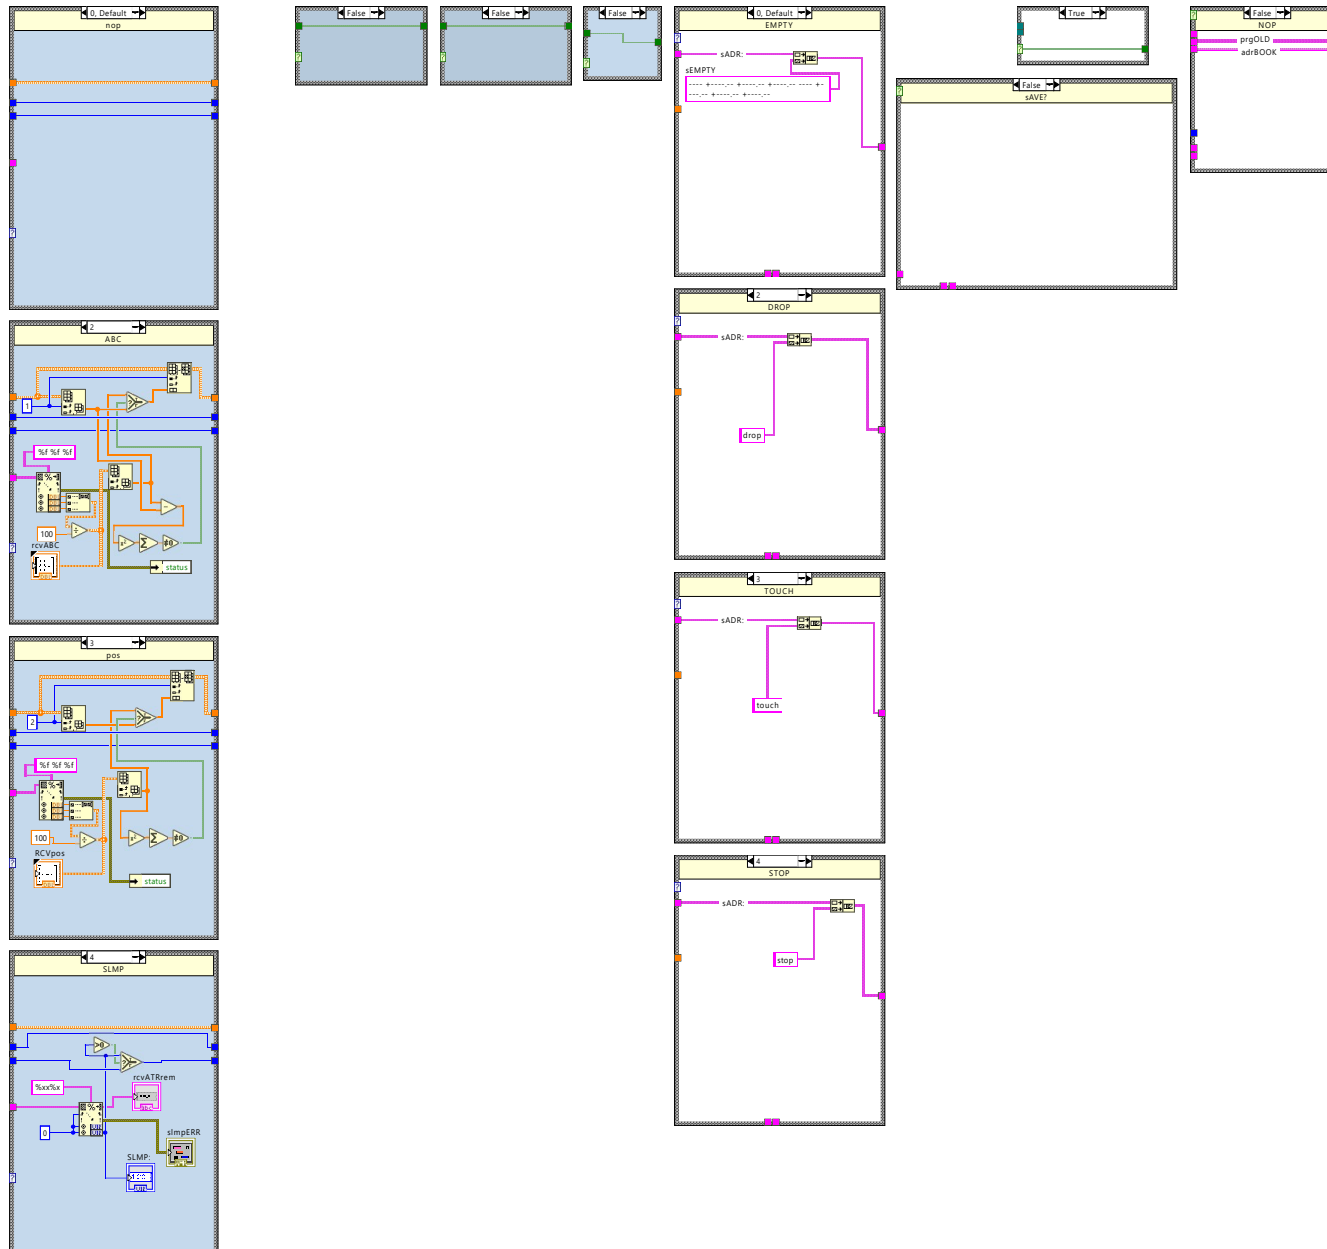 0, Default
nop
False
False
False
0, Default
EMPTY
sADR:
sEMPTY
---- +----.-- +----.-- +----.-- ---- +-
---.-- +----.-- +----.--
True
False
sAVE?
False
NOP
prgOLD
adrBOOK
2
ABC
1
%f %f %f
100
rcvABC
status
2
DROP
sADR:
drop
3
pos
2
%f %f %f
100
RCVpos
status
3
TOUCH
sADR:
touch
4
SLMP
%xx%x
rcvATRrem
0
slmpERR
SLMP:
4
STOP
sADR:
stop